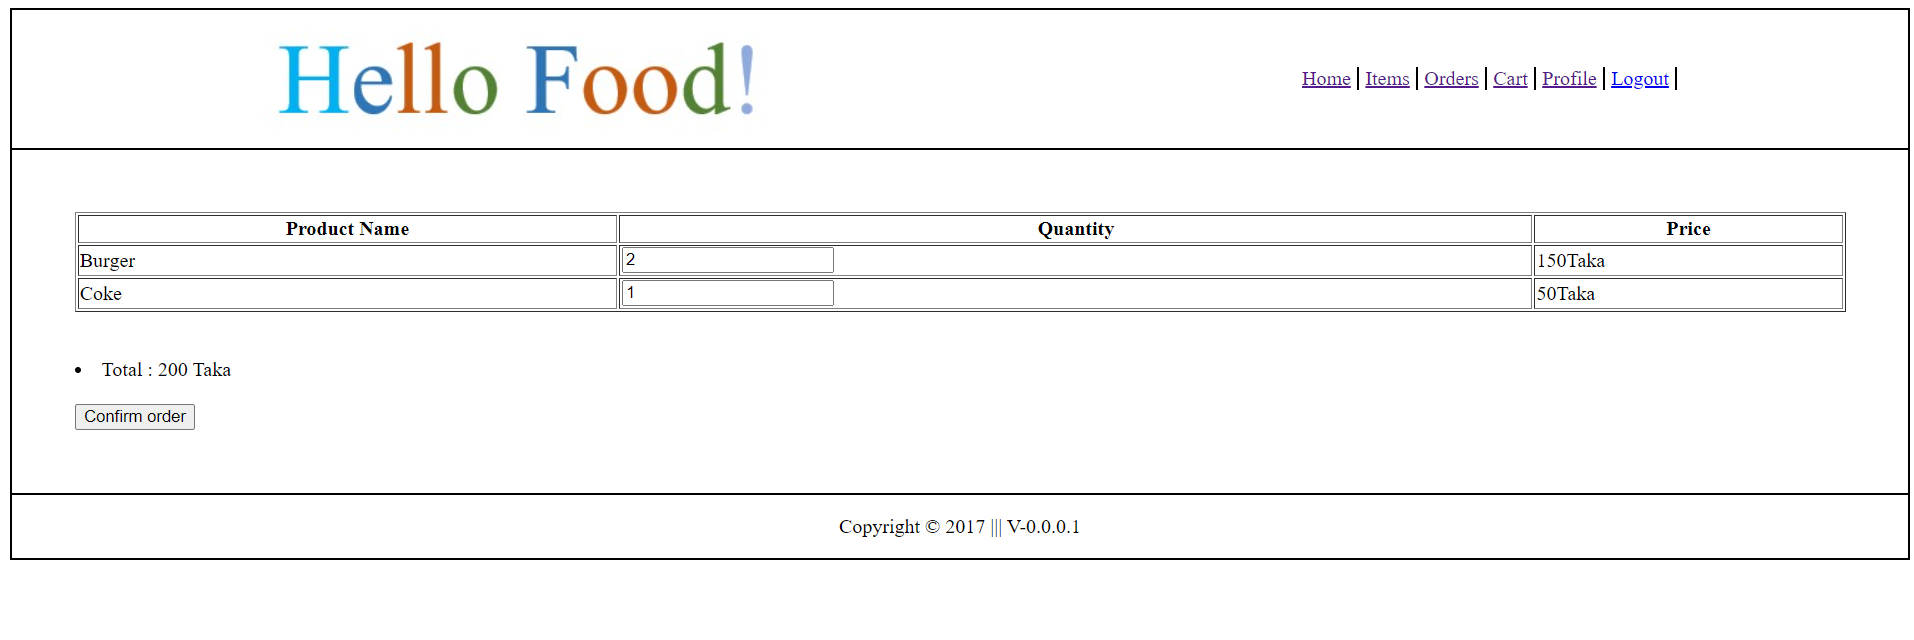 Hello Food!
Home | Items | Orders | Cart | Profile | Logout |
Product Name Quantity Price
Burger 2 150Taka
Coke 1 50Taka
• Total : 200 Taka
Confirm order
Copyright © 2017 ||| V-0.0.0.1